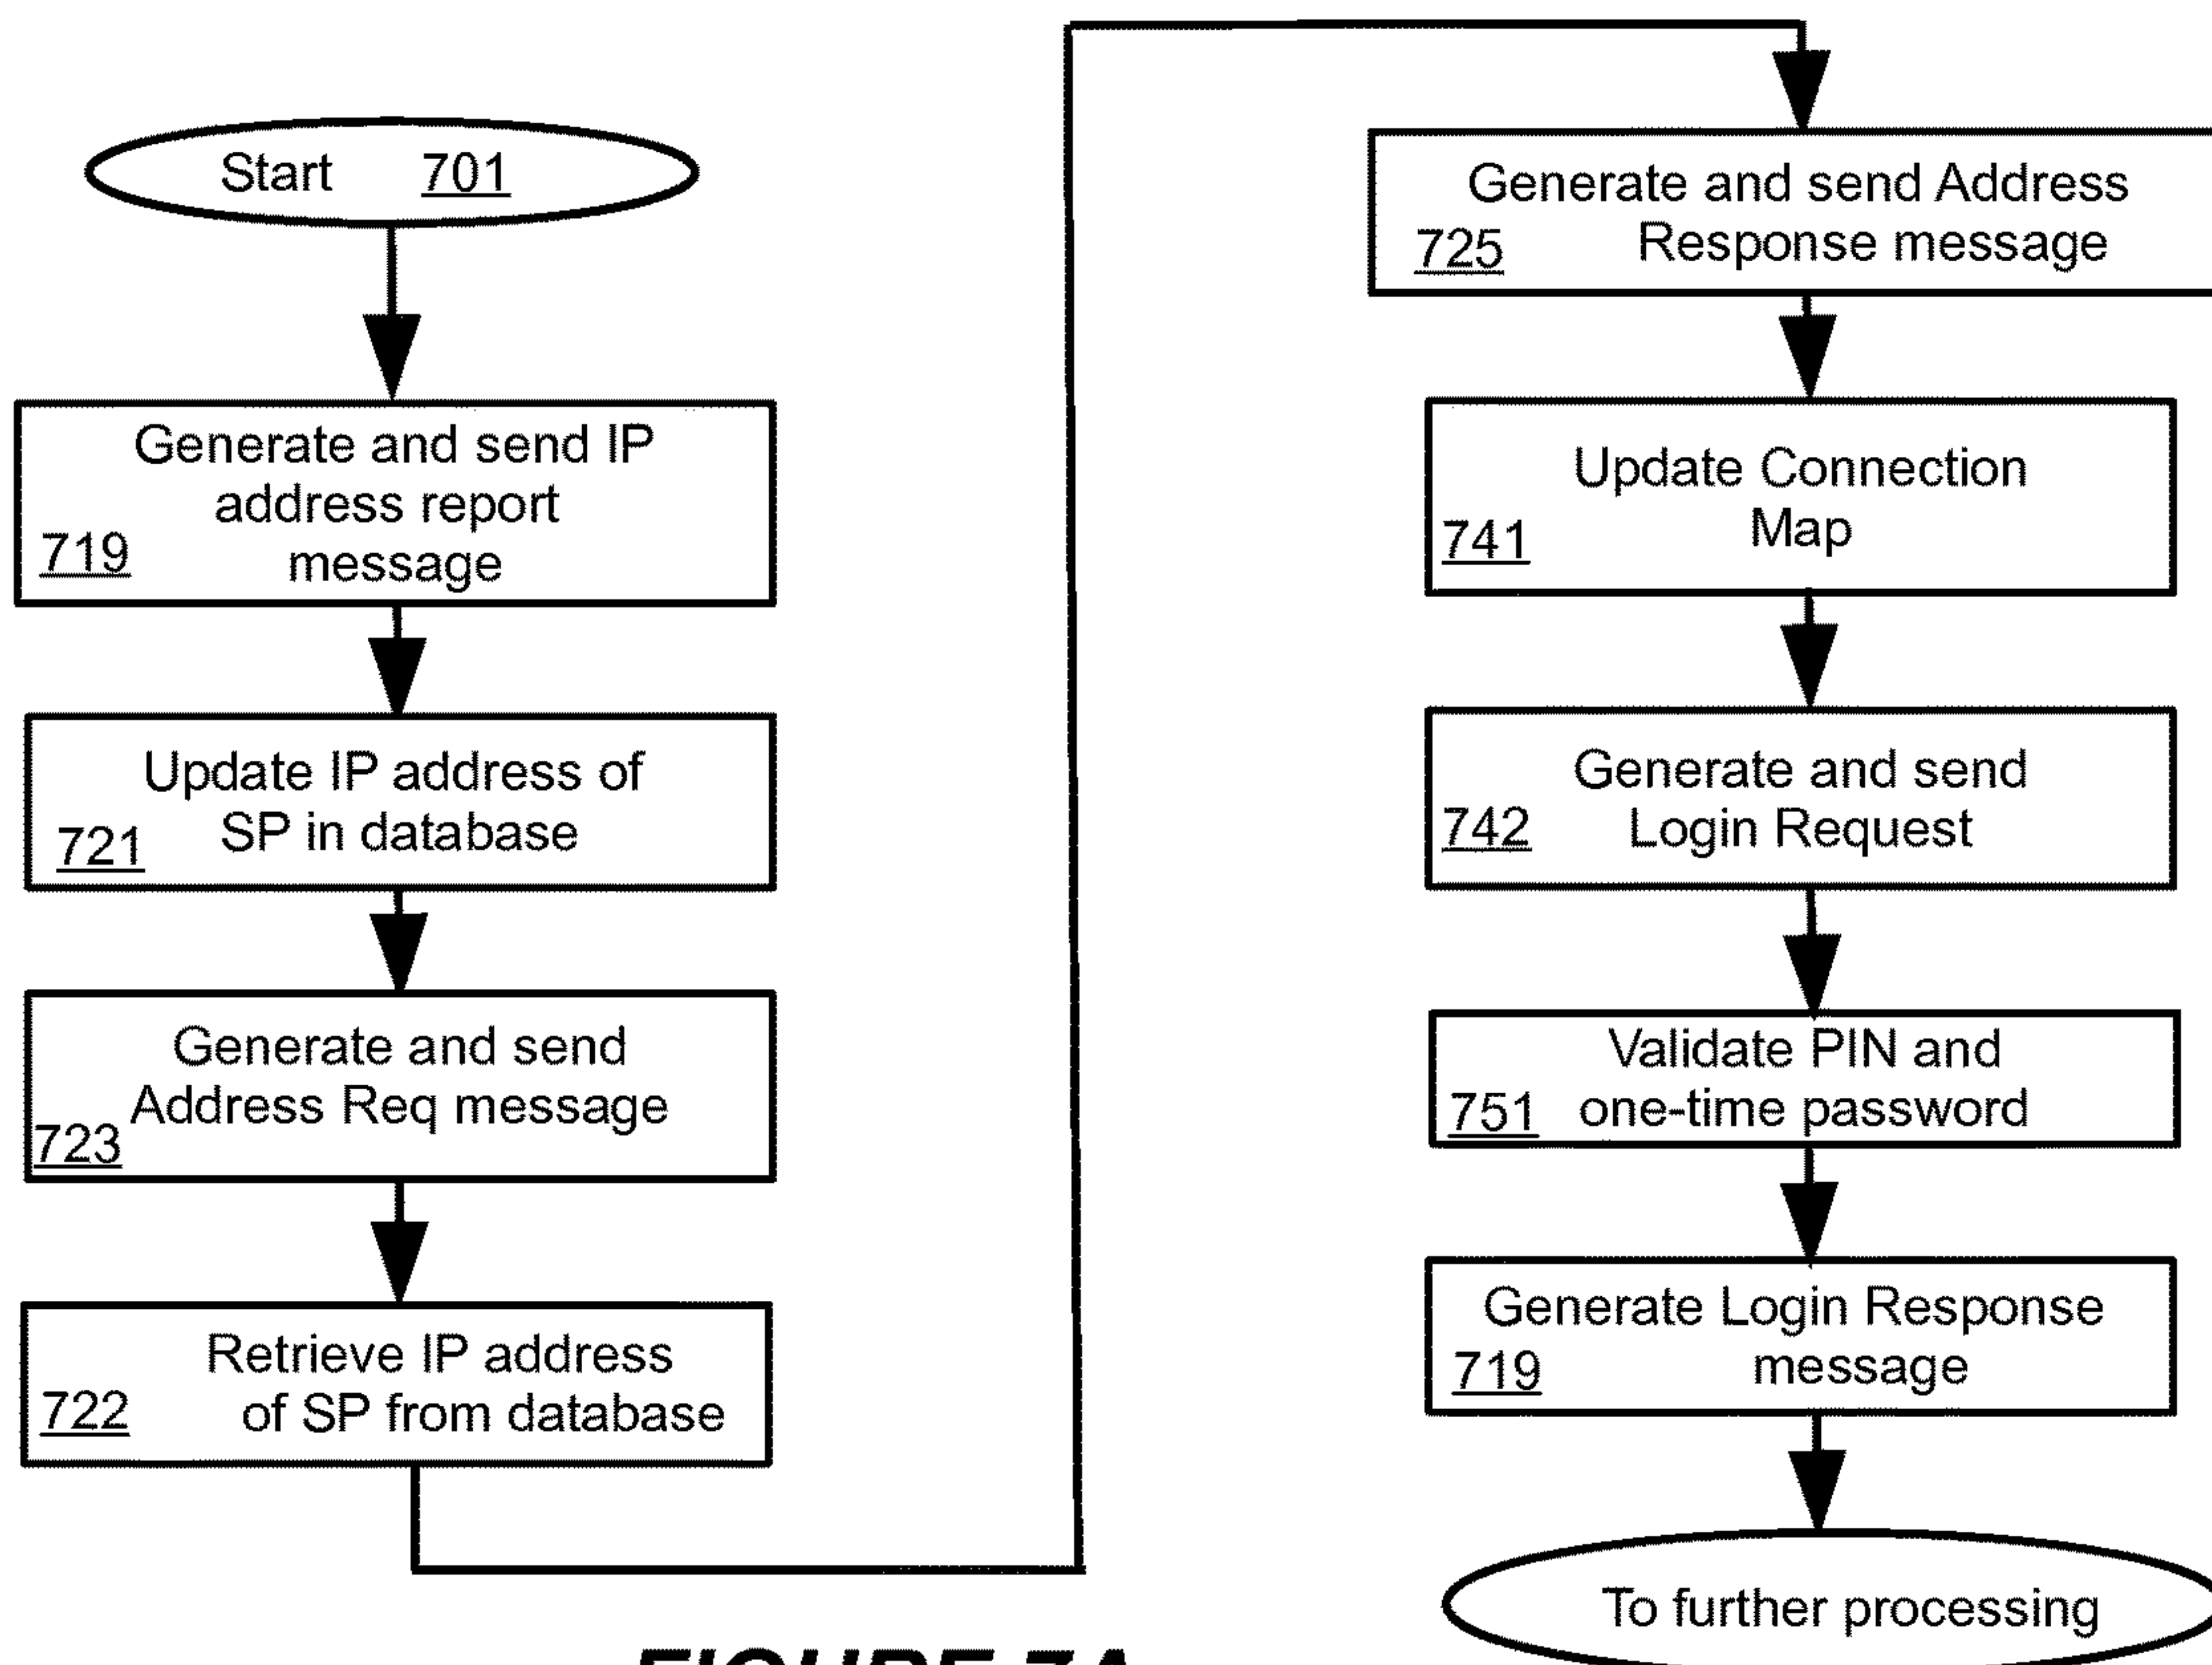 Start 701
Generate and send IP
address report
719 message
Update IP address of
721 SP in database
Generate and send
Address Req message
723
Retrieve IP address
722 of SP from database
Generate and send Address
725 Response message
Update Connection
741 Map
Generate and send
742 Login Request
Validate PIN and
751 one-time password
Generate Login Response
719 message
To further processing
FIGURE 7A